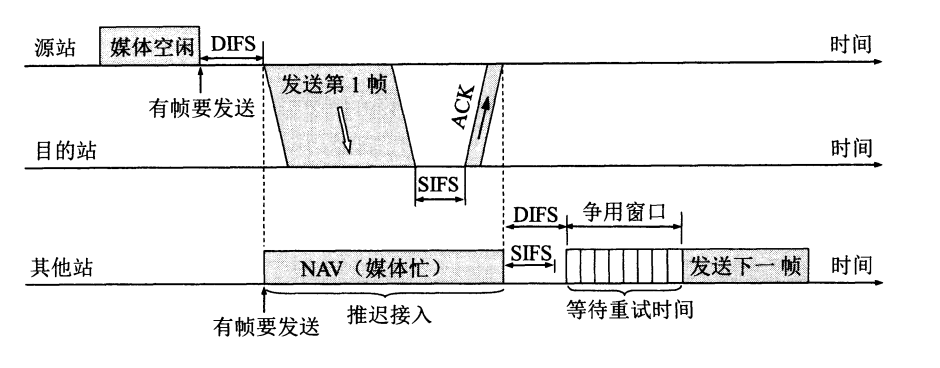 源站
媒体空闲
DIFS
时间
有帧要发送
发送第 1 帧
ACK
目的站
时间
SIFS
DIFS
争用窗口
其他站
NAV（媒体忙）
SIFS
发送下一帧
时间
有帧要发送
推迟接入
等待重试时间